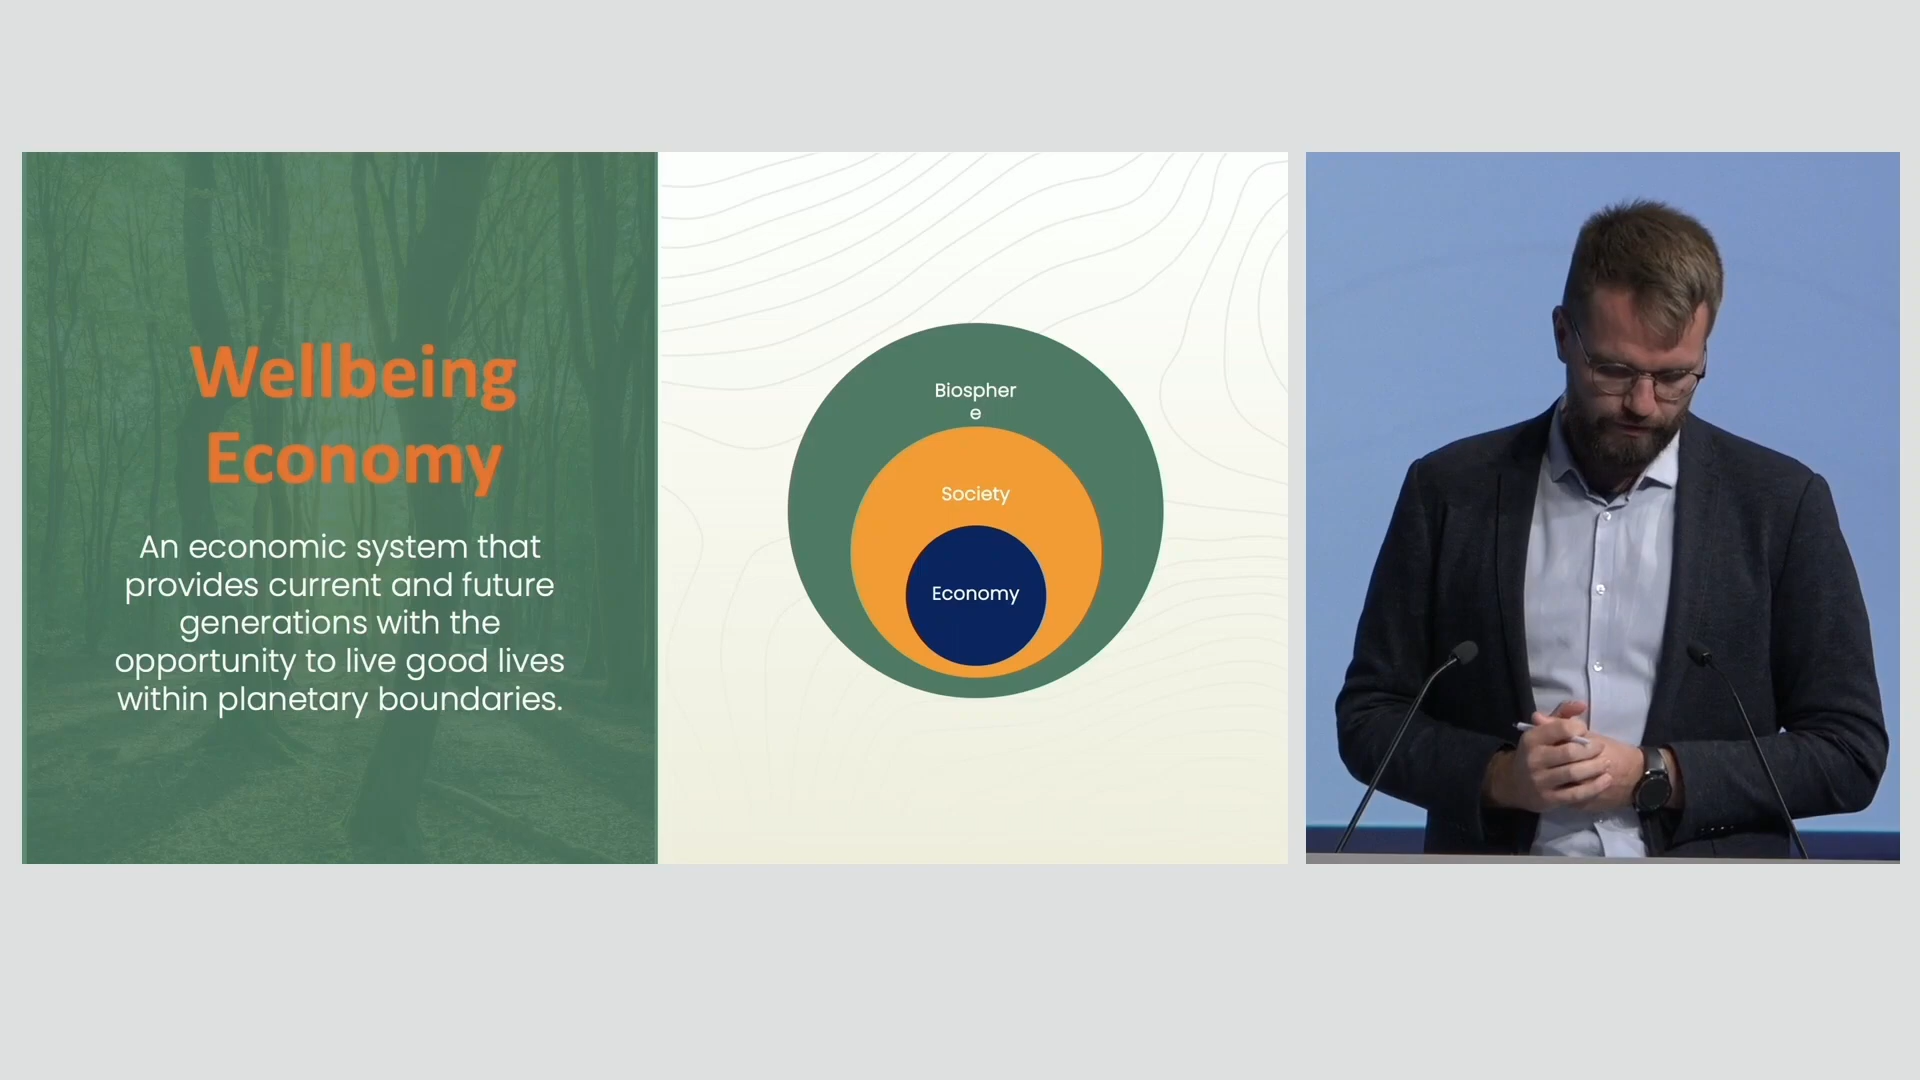 Wellbeing
Economy
An economic system that
provides current and future
generations with the
opportunity to live good lives
within planetary boundaries.
Biospher
e
Society
Economy